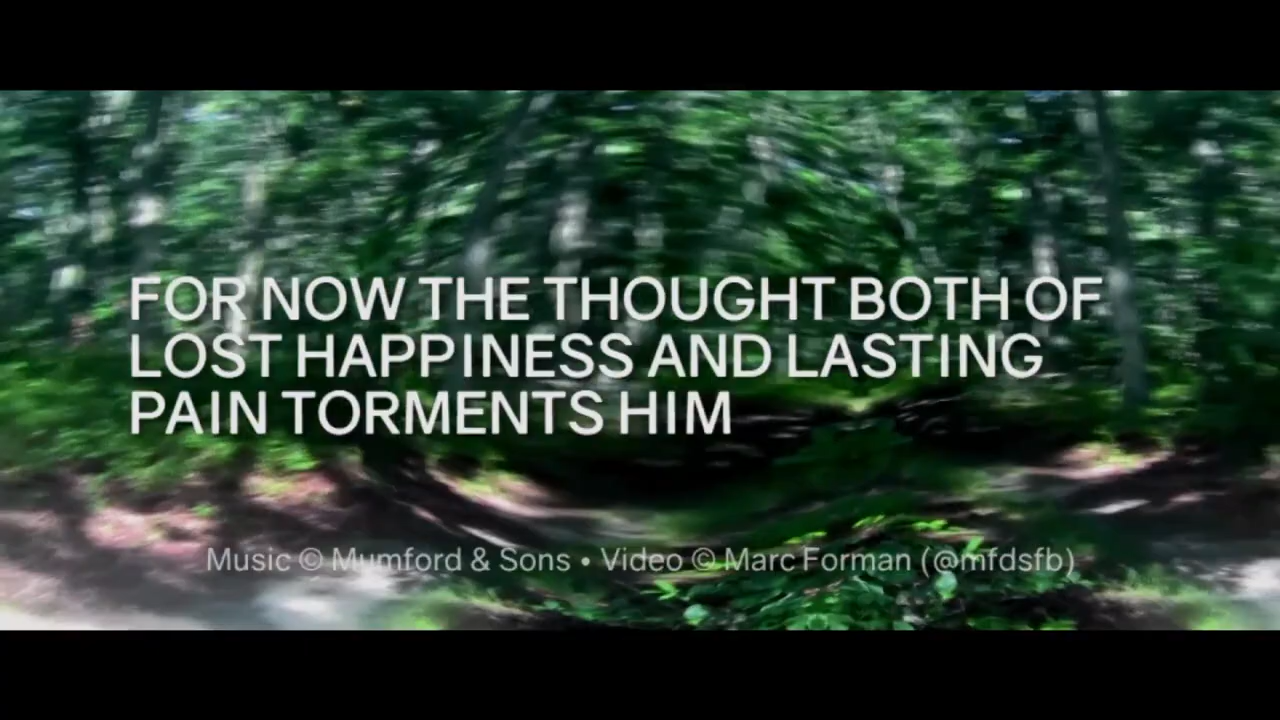 FOR NOW THE THOUGHT BOTH OF
LOST HAPPINESS AND LASTING
PAIN TORMENTS HIM
Music © Mumford & Sons • Video © Marc Forman (@mfdsfb)